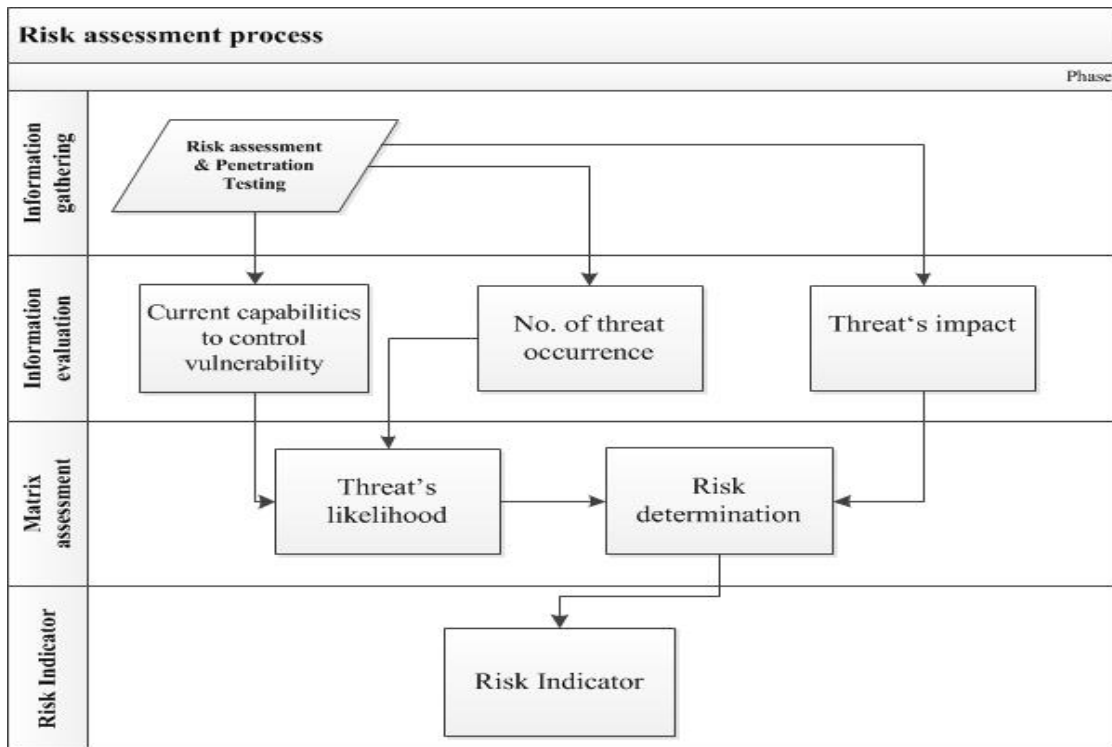 Risk assessment process
Phase
Information
gathering
Risk assessment
& Penetration
Testing
Information
evaluation
Current capabilities
to control
vulnerability
No. of threat
occurrence
Threat‘s impact
Matrix
assessment
Threat’s
likelihood
Risk
determination
Risk Indicator
Risk Indicator